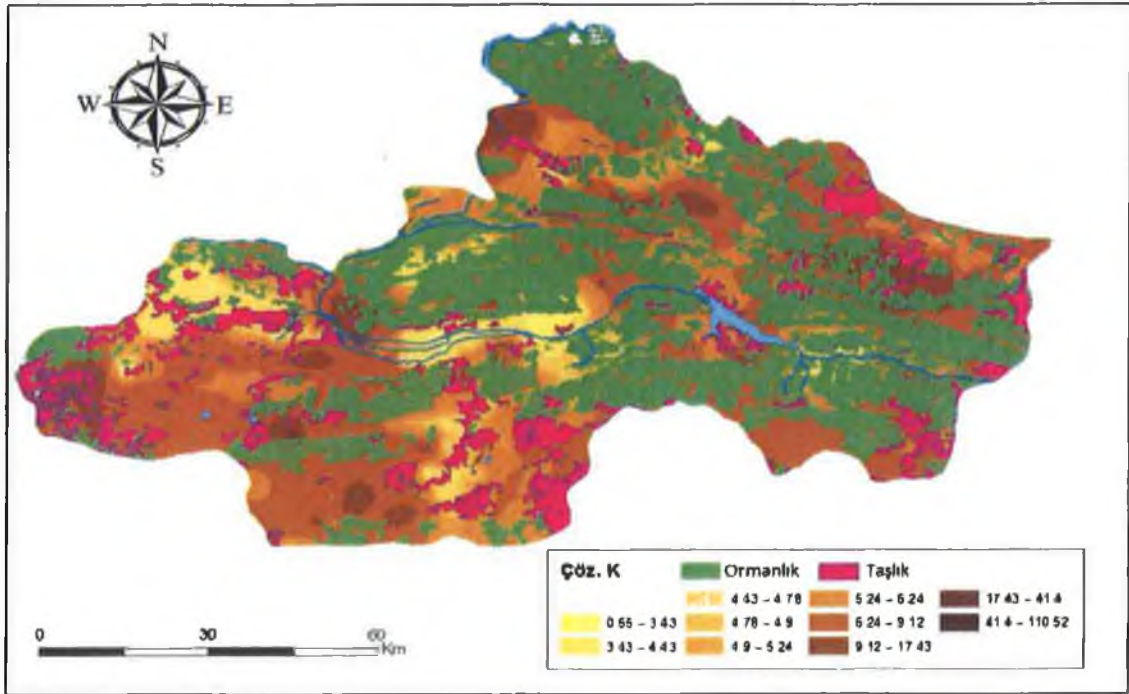 N
W E
S
Çöz. K Ormanlık Taşlık
4 43 - 4 78 5 24 - 6 24 17 43 - 41 4
0 55 - 3 43 4 78 - 4 9 6 24 - 9 12 41 4 - 110 52
3 43 - 4 43 4 9 - 5 24 9 12 - 17 43
0 30 60
Km